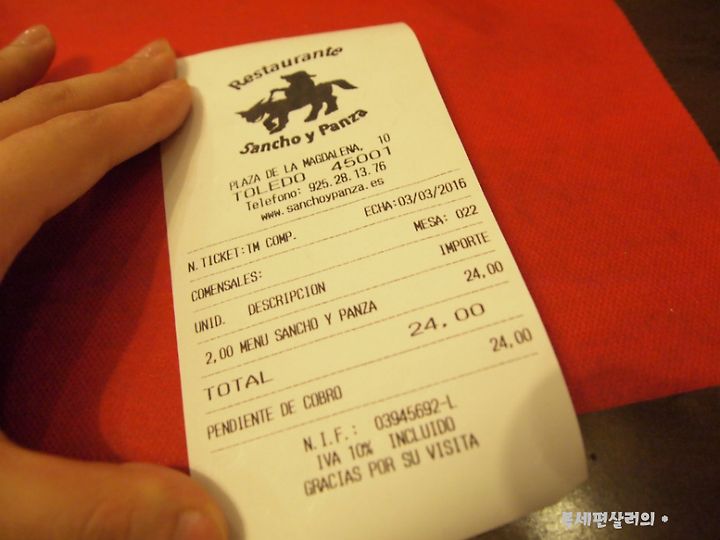 Restaurante
Sancho y Panza
PLAZA DE LA MAGDALENA, 10
TOLEDO 45001
Telefono: 925.28.13.76
www.sanchoypanza.es
N.TICKET:TM COMP. ECHA:03/03/2016
COMENSALES: MESA: 022
UNID. DESCRIPCION IMPORTE
2,00 MENU SANCHO Y PANZA 24,00
TOTAL 24,00
PENDIENTE DE COBRO 24,00
N.I.F.: 03945692-L
IVA 10% INCLUIDO
GRACIAS POR SU VISITA